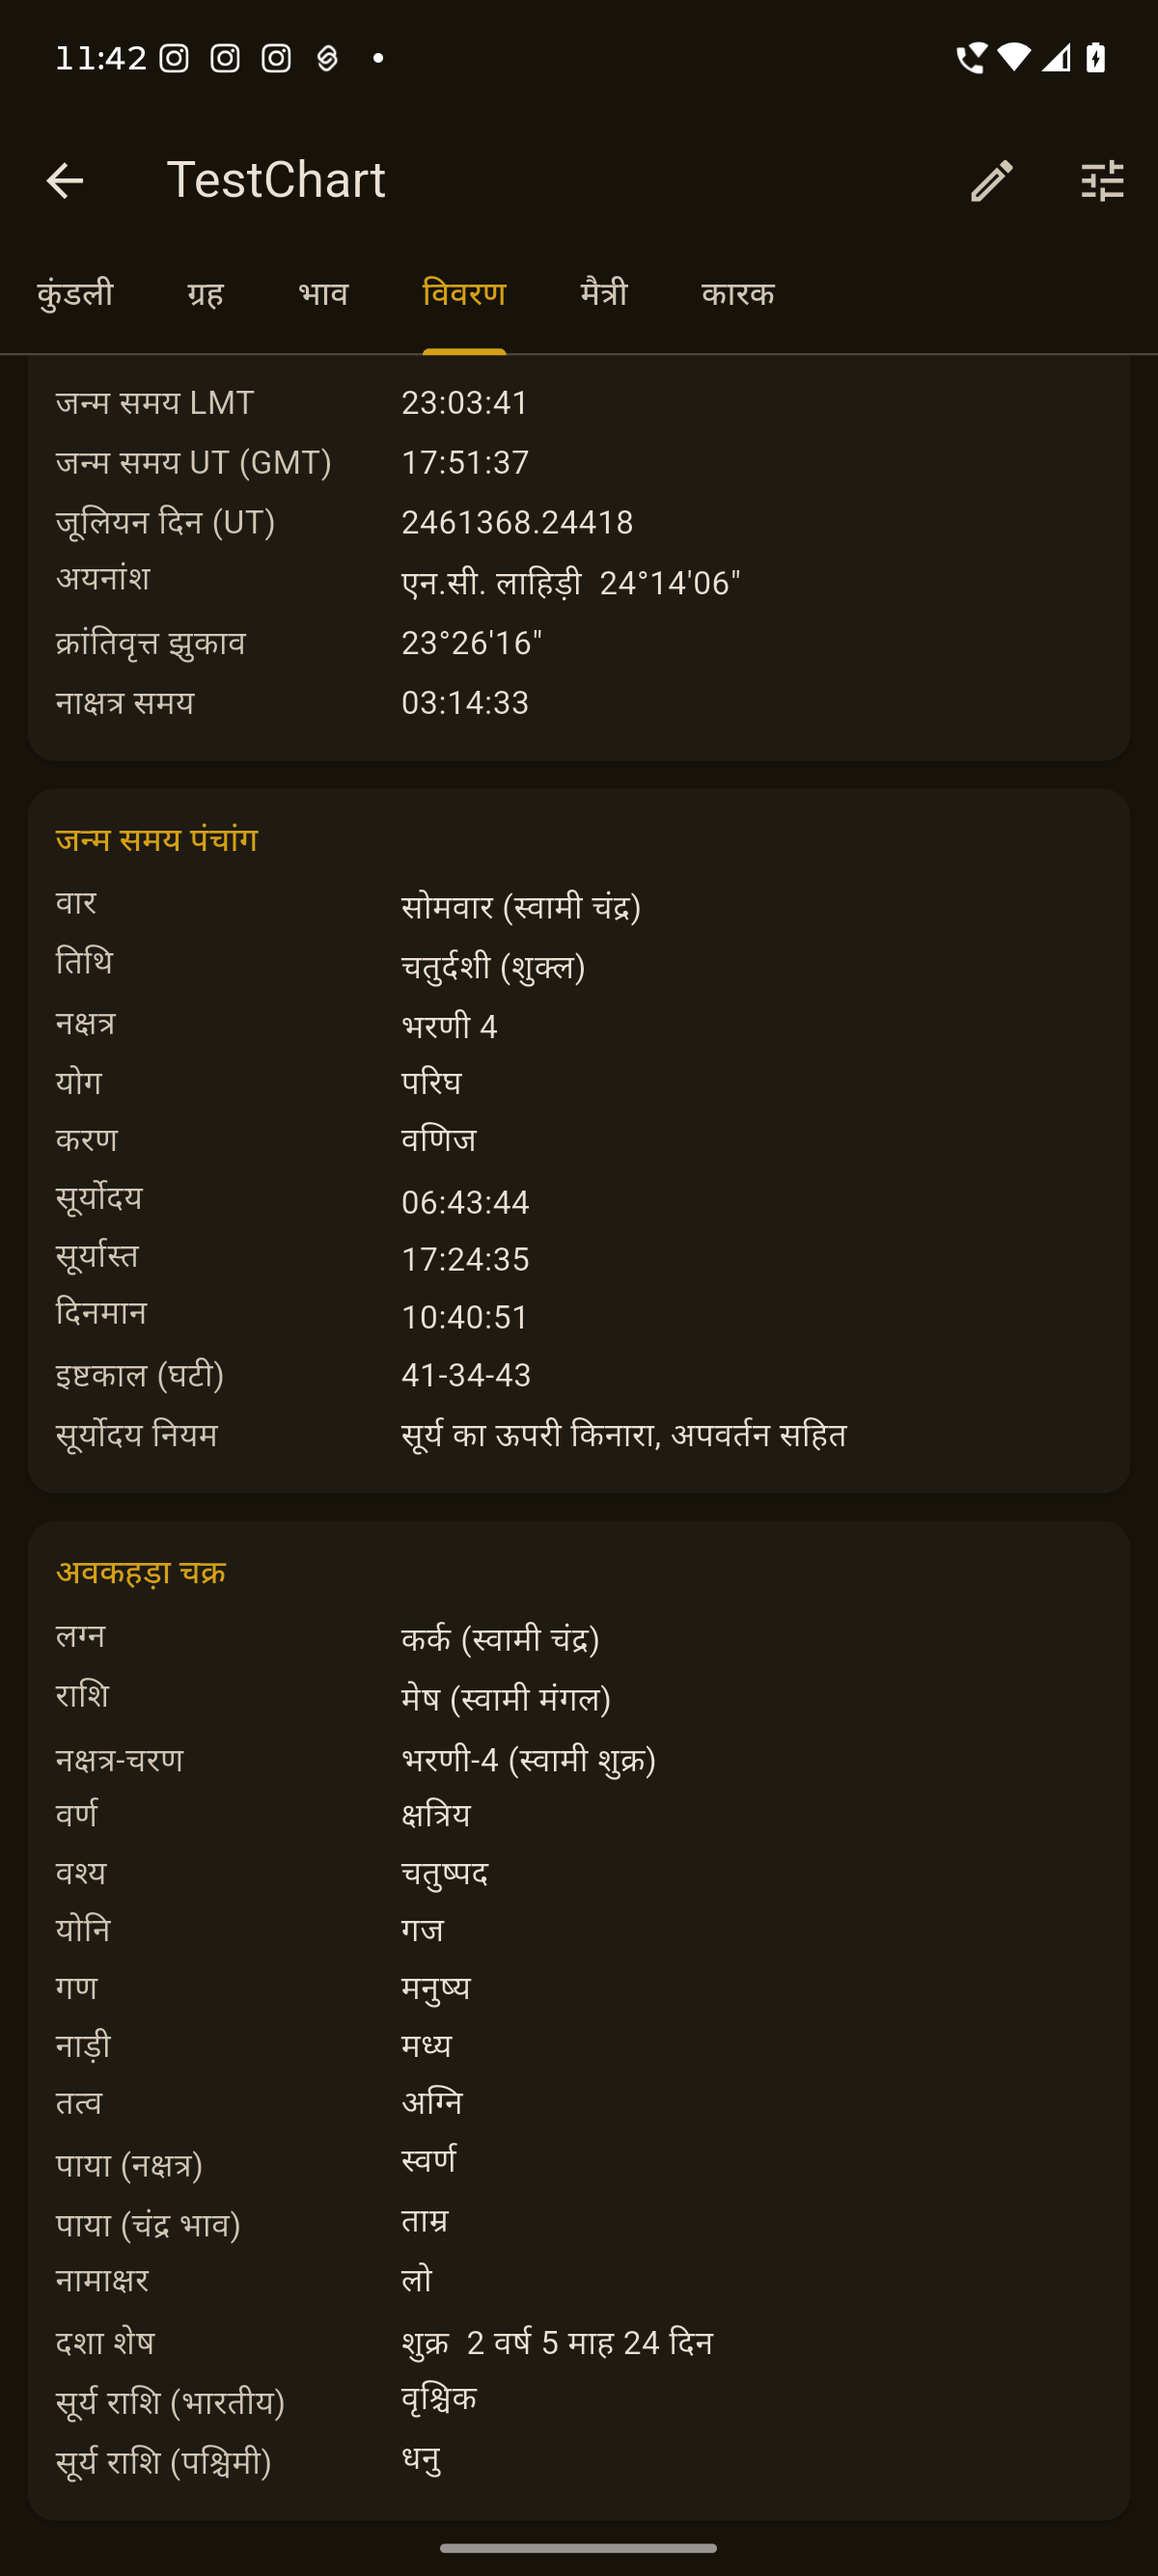 11:42
TestChart
कुंडली ग्रह भाव विवरण मैत्री कारक
जन्म समय LMT 23:03:41
जन्म समय UT (GMT) 17:51:37
जूलियन दिन (UT) 2461368.24418
अयनांश एन.सी. लाहिड़ी 24°14'06"
क्रांतिवृत्त झुकाव 23°26'16"
नाक्षत्र समय 03:14:33
जन्म समय पंचांग
वार सोमवार (स्वामी चंद्र)
तिथि चतुर्दशी (शुक्ल)
नक्षत्र भरणी 4
योग परिघ
करण वणिज
सूर्योदय 06:43:44
सूर्यास्त 17:24:35
दिनमान 10:40:51
इष्टकाल (घटी) 41-34-43
सूर्योदय नियम सूर्य का ऊपरी किनारा, अपवर्तन सहित
अवकहड़ा चक्र
लग्न कर्क (स्वामी चंद्र)
राशि मेष (स्वामी मंगल)
नक्षत्र-चरण भरणी-4 (स्वामी शुक्र)
वर्ण क्षत्रिय
वश्य चतुष्पद
योनि गज
गण मनुष्य
नाड़ी मध्य
तत्व अग्नि
पाया (नक्षत्र) स्वर्ण
पाया (चंद्र भाव) ताम्र
नामाक्षर लो
दशा शेष शुक्र 2 वर्ष 5 माह 24 दिन
सूर्य राशि (भारतीय) वृश्चिक
सूर्य राशि (पश्चिमी) धनु